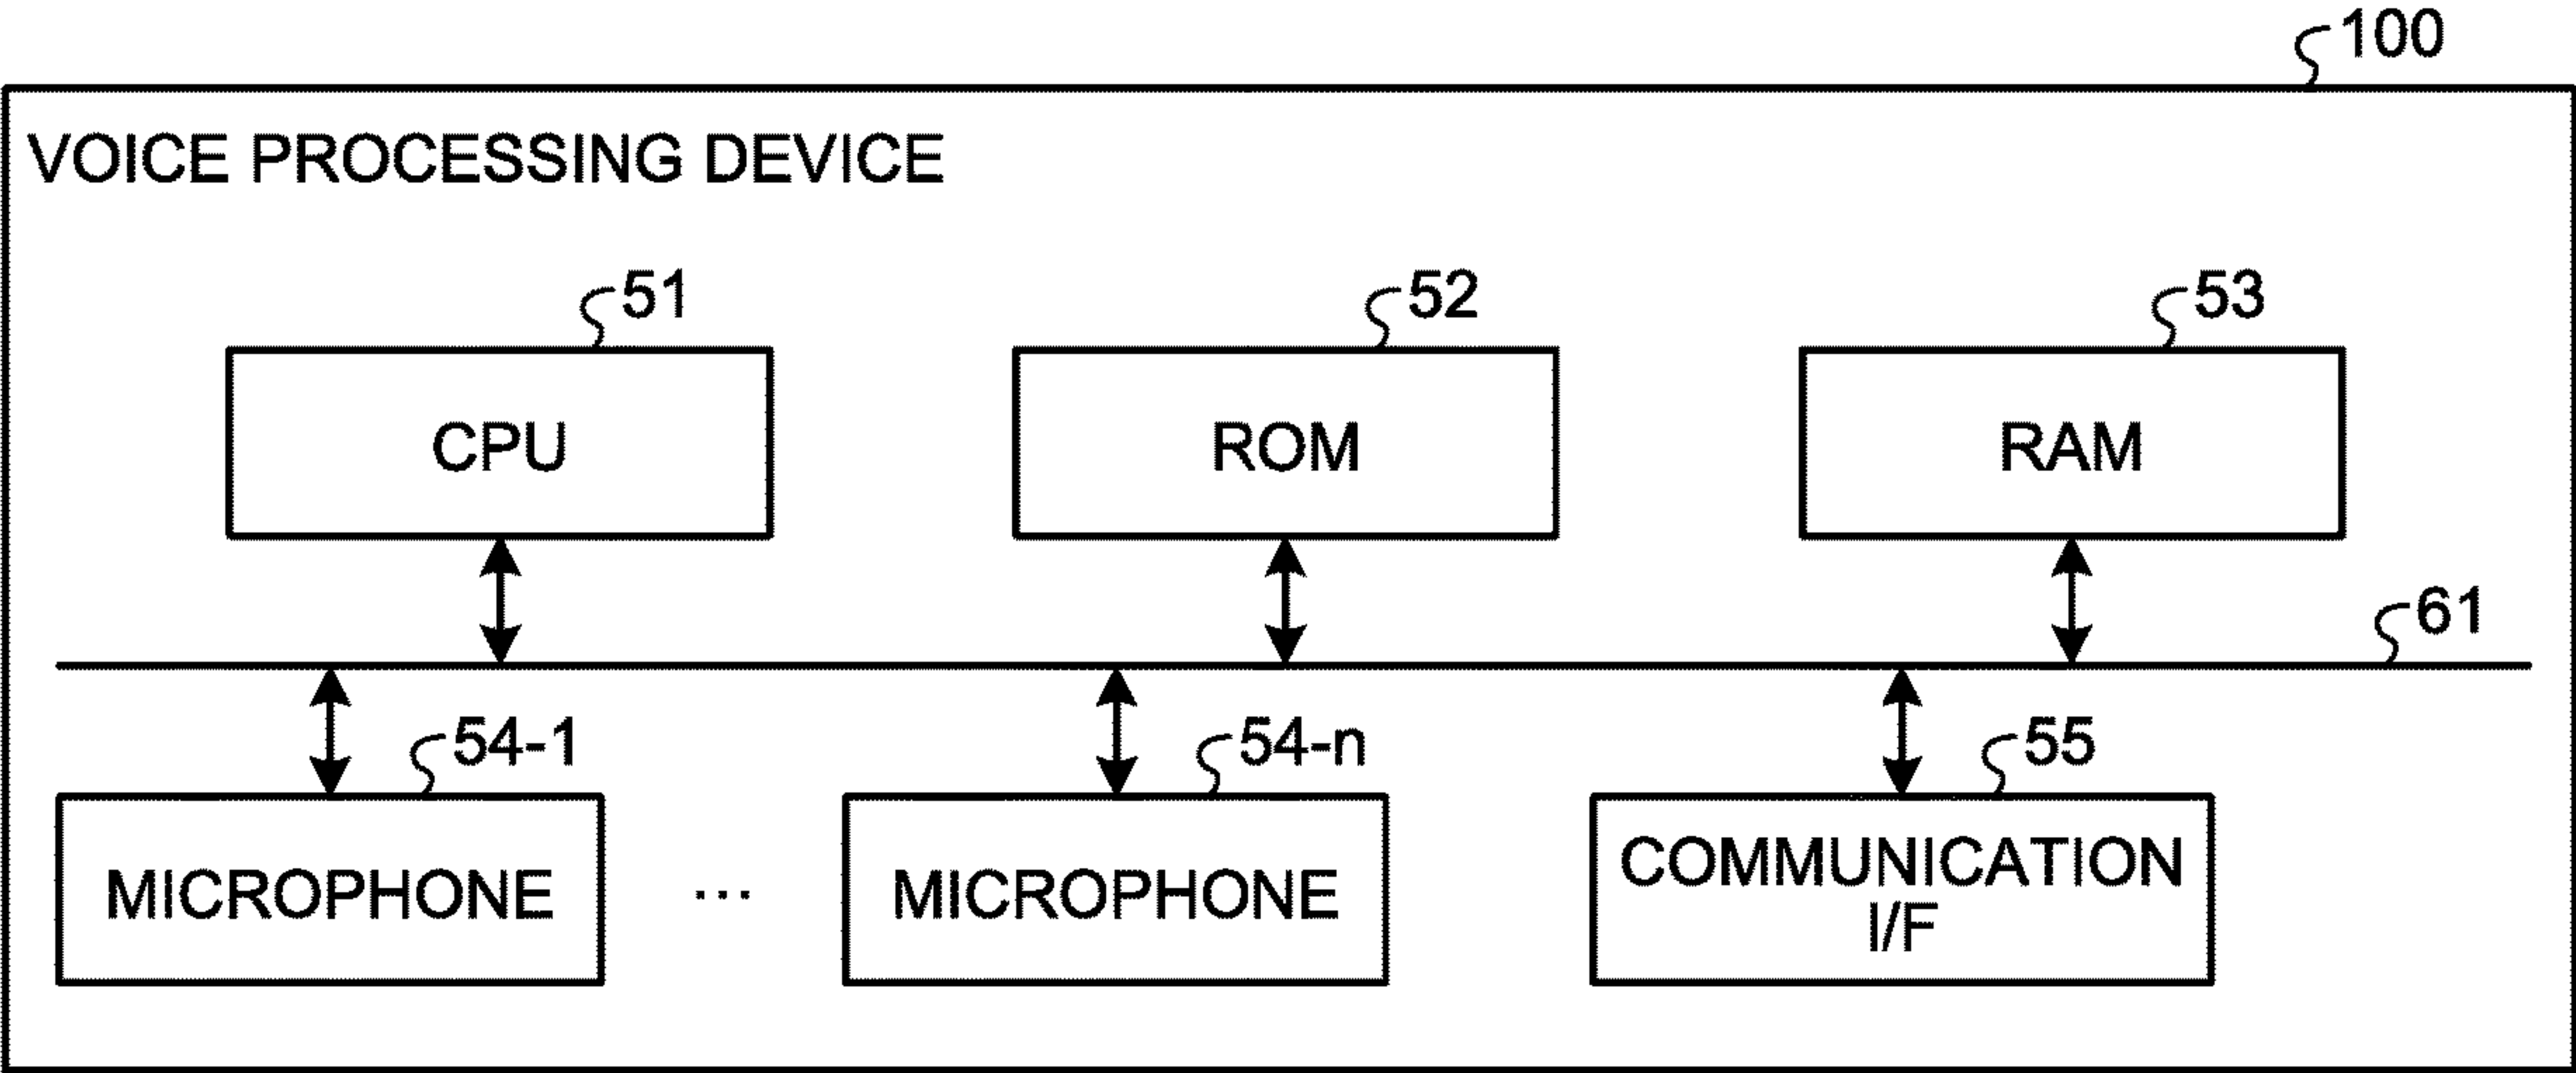 100
VOICE PROCESSING DEVICE
51
52
53
CPU
ROM
RAM
61
54-1
54-n
55
MICROPHONE
...
MICROPHONE
COMMUNICATION
I/F